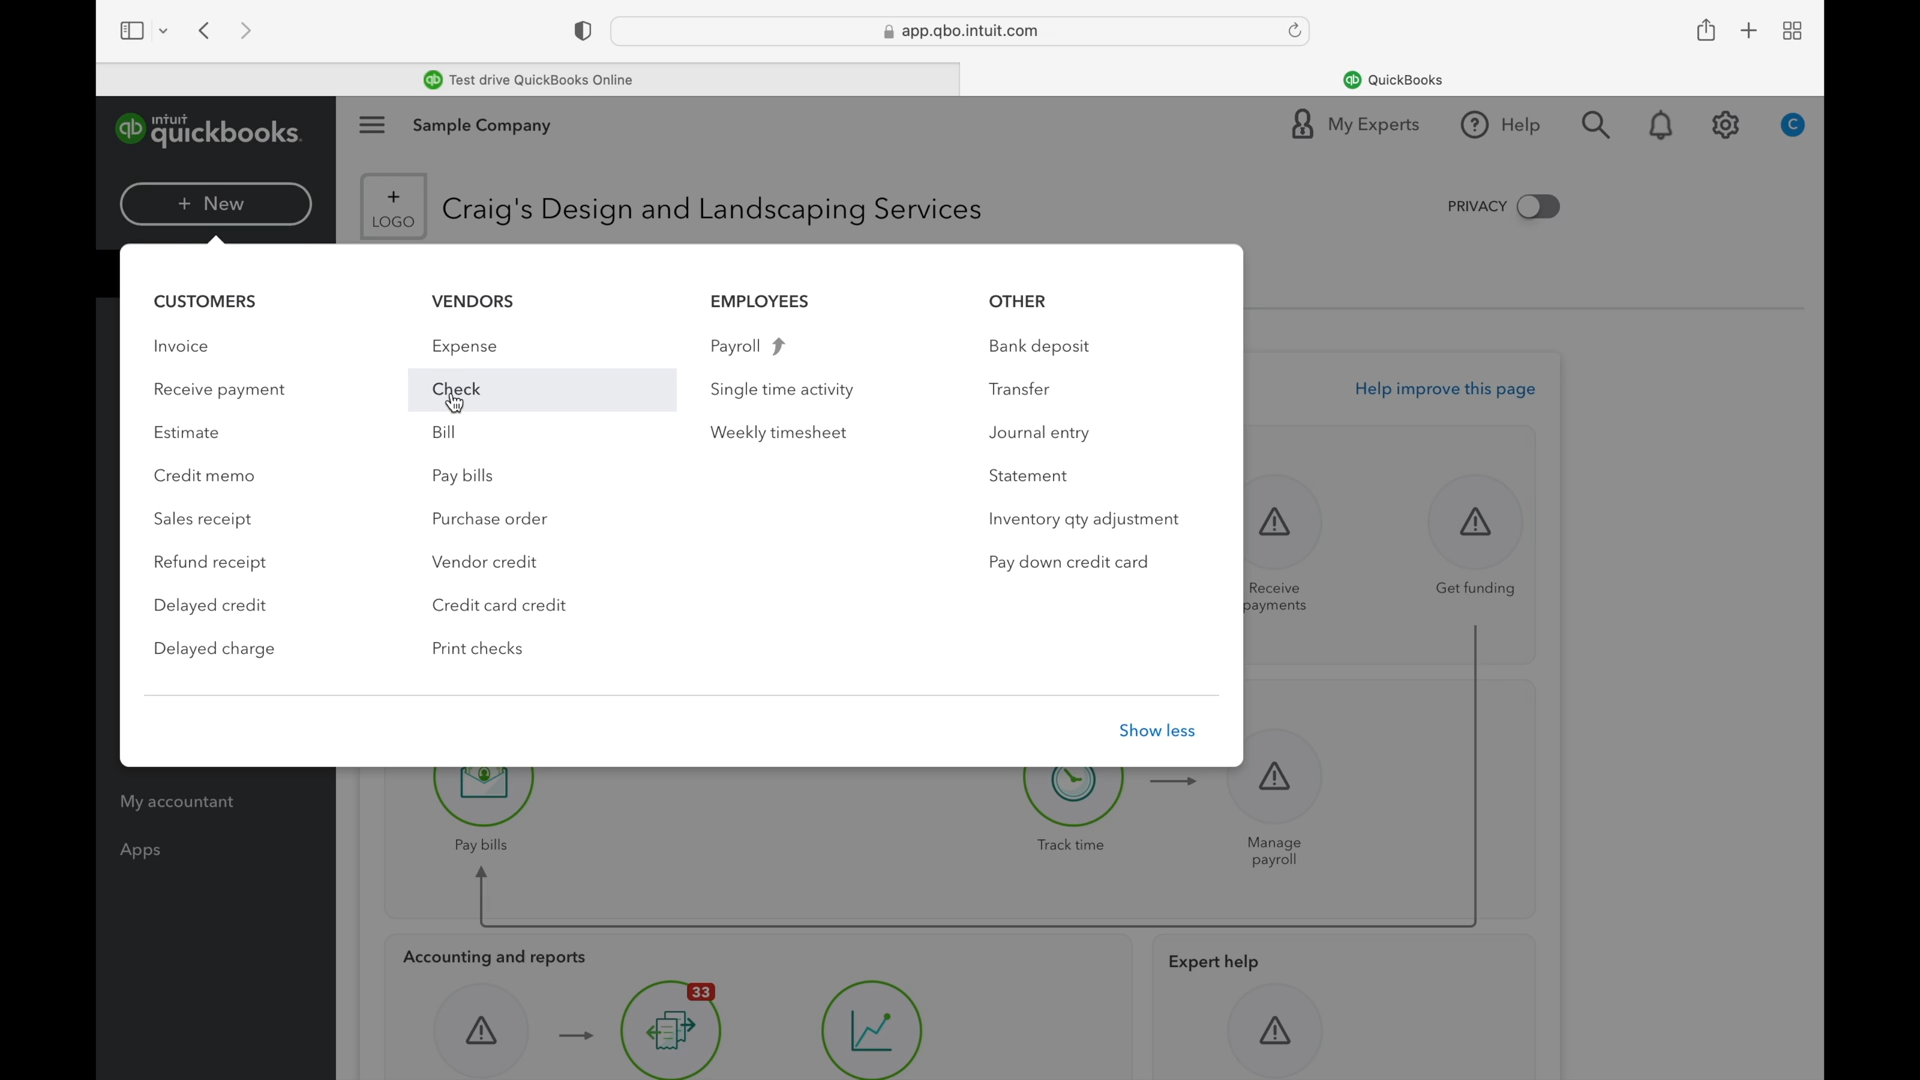 app.qbo.intuit.com
qb Test drive QuickBooks Online
qb QuickBooks
qb intuit quickbooks.
Sample Company
My Experts
? Help
C
+ New
+ LOGO
Craig's Design and Landscaping Services
PRIVACY
CUSTOMERS
Invoice
Receive payment
Estimate
Credit memo
Sales receipt
Refund receipt
Delayed credit
Delayed charge
VENDORS
Expense
Check
Bill
Pay bills
Purchase order
Vendor credit
Credit card credit
Print checks
EMPLOYEES
Payroll
Single time activity
Weekly timesheet
OTHER
Bank deposit
Transfer
Journal entry
Statement
Inventory qty adjustment
Pay down credit card
Show less
Help improve this page
Receive
payments
Get funding
My accountant
Apps
Pay bills
Track time
Manage
payroll
Accounting and reports
33
Expert help